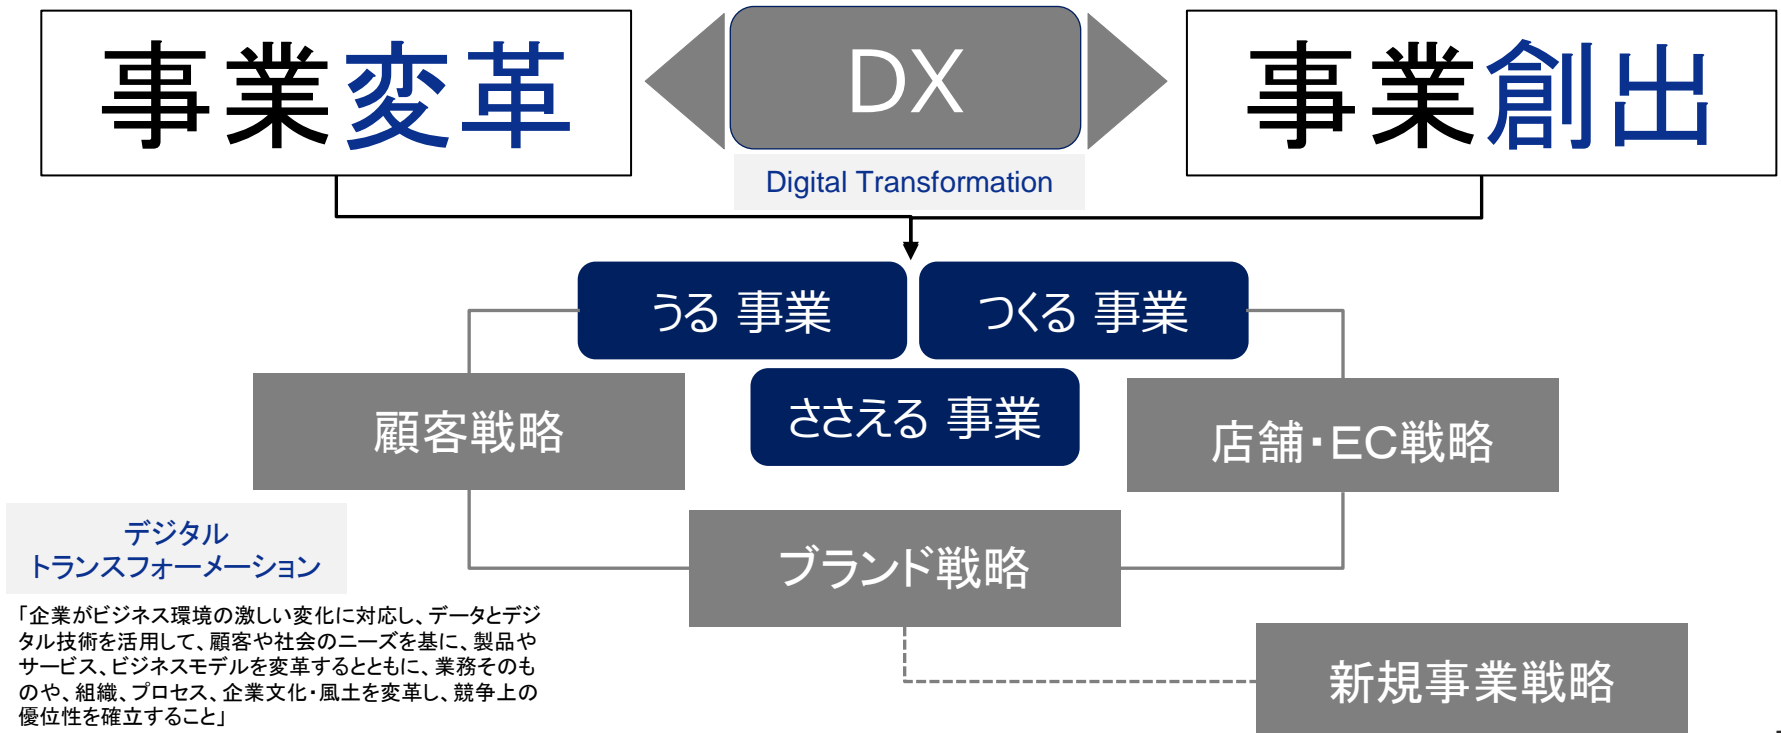 事業変革
DX
事業創出
Digital Transformation
うる 事業
つくる 事業
顧客戦略
ささえる 事業
店舗・EC戦略
デジタル
トランスフォーメーション
ブランド戦略
「企業がビジネス環境の激しい変化に対応し、データとデジ
タル技術を活用して、顧客や社会のニーズを基に、製品や
サービス、ビジネスモデルを変革するとともに、業務そのも
のや、組織、プロセス、企業文化・風土を変革し、競争上の
優位性を確立すること」
新規事業戦略